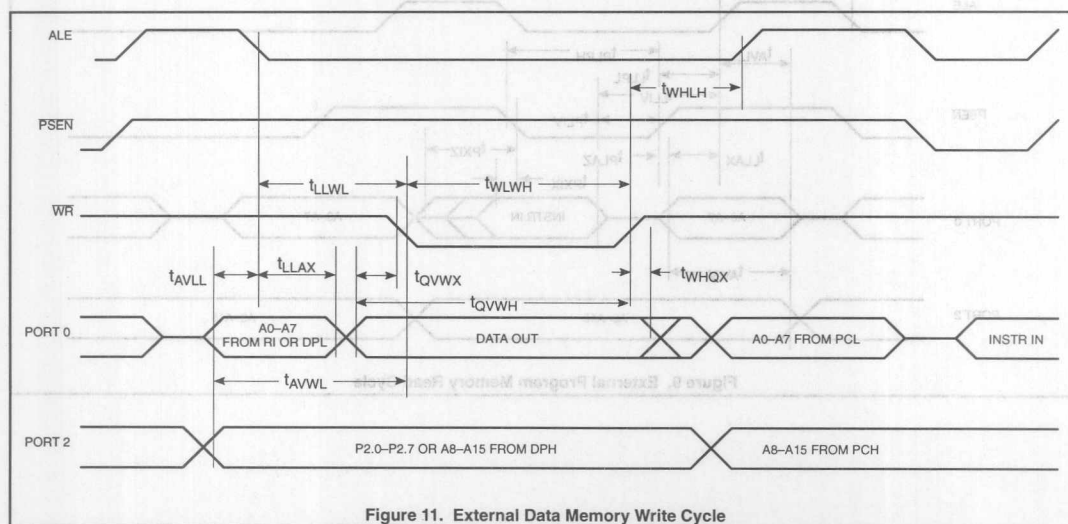 ALE
tWHLH
PSEN
tLLWL
tWLWH
WR
tAVLL
tLLAX
tQVWX
tWHQX
tQVWH
PORT 0
A0–A7
FROM RI OR DPL
DATA OUT
A0–A7 FROM PCL
INSTR IN
tAVWL
PORT 2
P2.0–P2.7 OR A8–A15 FROM DPH
A8–A15 FROM PCH
Figure 11. External Data Memory Write Cycle